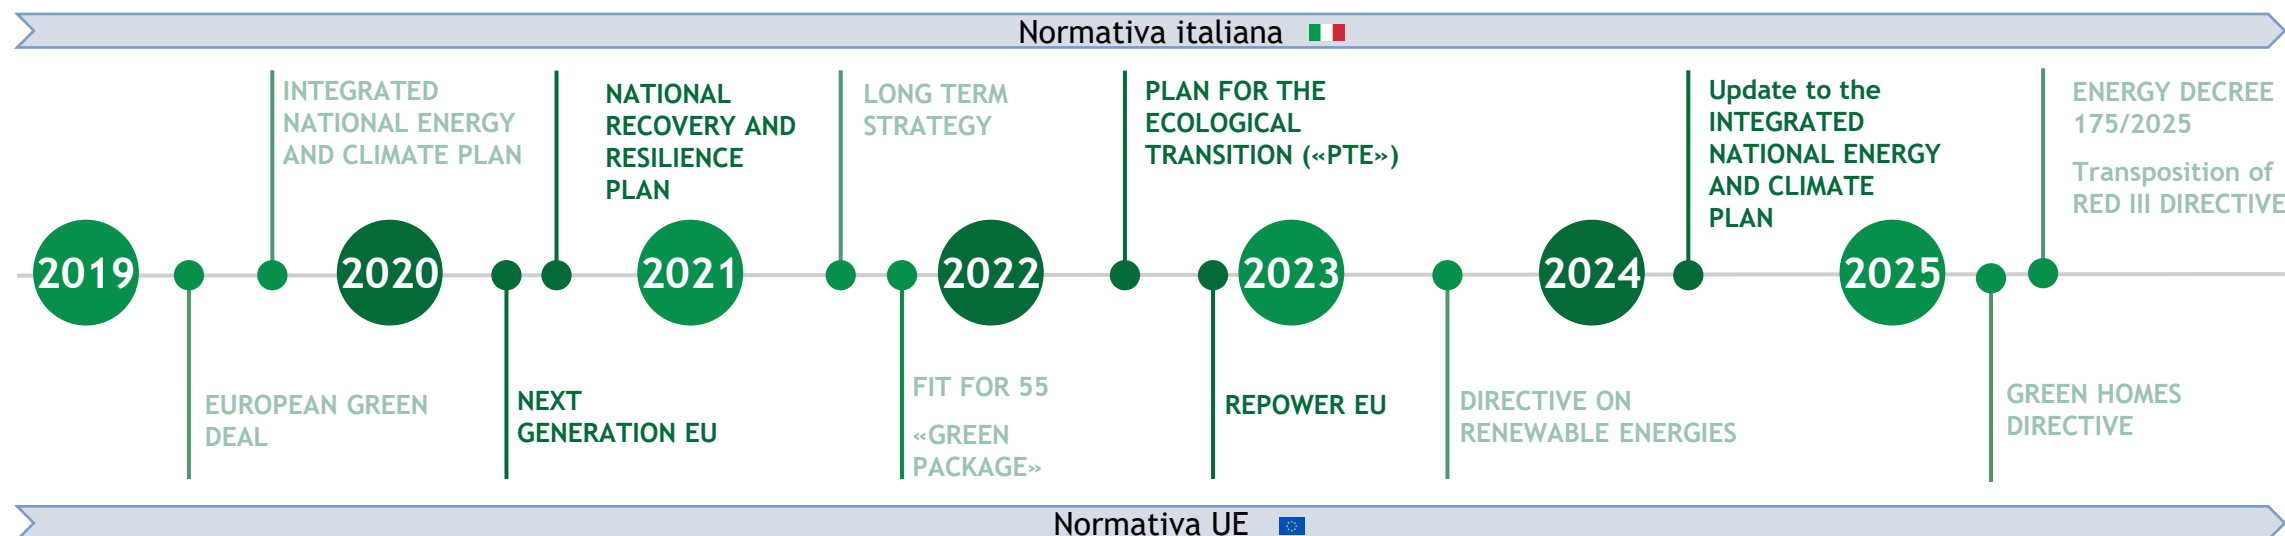 Normativa italiana
INTEGRATED
NATIONAL ENERGY
AND CLIMATE PLAN
NATIONAL
RECOVERY AND
RESILIENCE
PLAN
LONG TERM
STRATEGY
PLAN FOR THE
ECOLOGICAL
TRANSITION («PTE»)
Update to the
INTEGRATED
NATIONAL ENERGY
AND CLIMATE
PLAN
ENERGY DECREE
175/2025
Transposition of
RED III DIRECTIVE
2019
2020
2021
2022
2023
2024
2025
EUROPEAN GREEN
DEAL
NEXT
GENERATION EU
FIT FOR 55
«GREEN
PACKAGE»
REPOWER EU
DIRECTIVE ON
RENEWABLE ENERGIES
GREEN HOMES
DIRECTIVE
Normativa UE